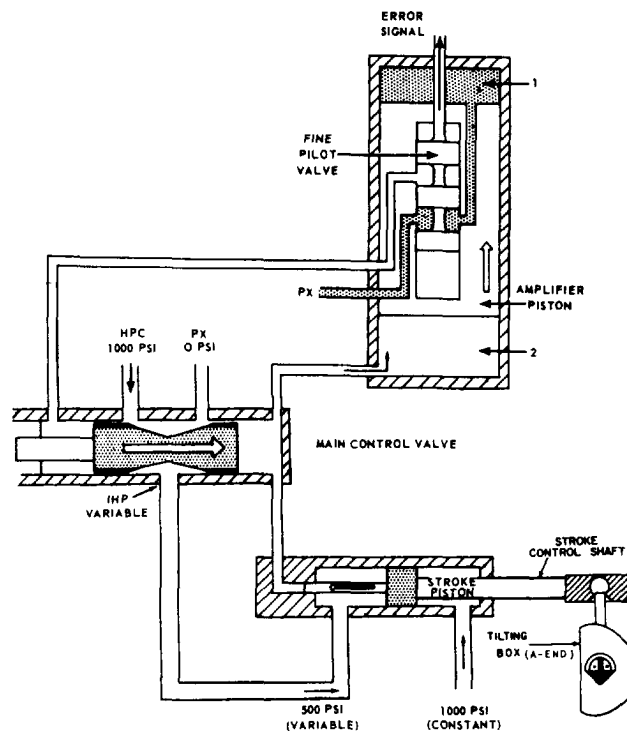 ERROR
SIGNAL
1
FINE
PILOT
VALVE
PX
AMPLIFIER
PISTON
2
HPC
1000 PSI
PX
0 PSI
MAIN CONTROL VALVE
IHP
VARIABLE
STROKE
CONTROL SHAFT
STROKE
PISTON
TILTING
BOX (A-END)
500 PSI
(VARIABLE)
1000 PSI
(CONSTANT)